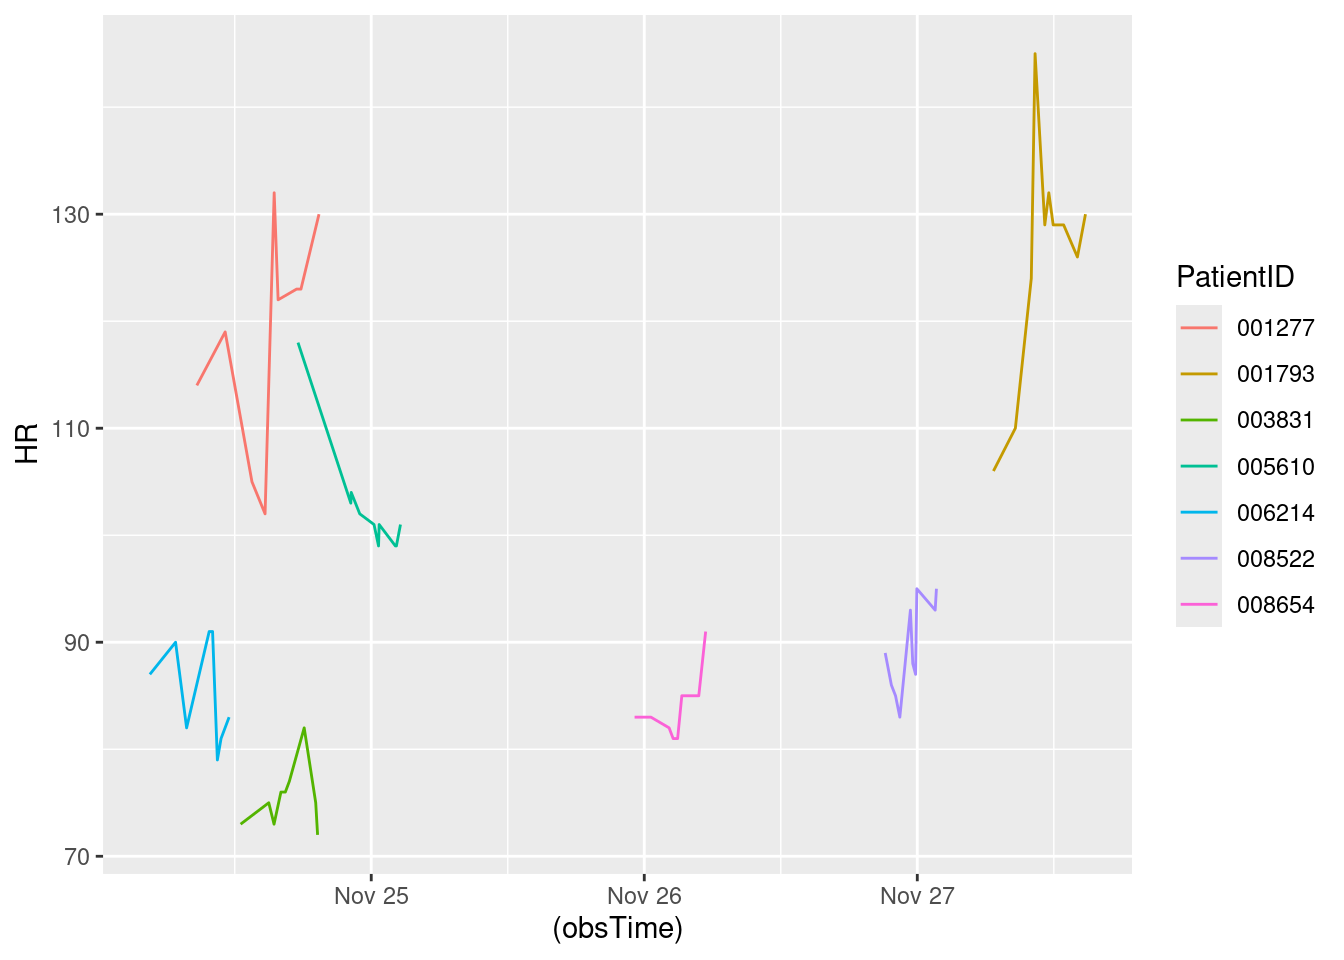 HR
130
110
90
70
Nov 25
Nov 26
Nov 27
(obsTime)
PatientID
001277
001793
003831
005610
006214
008522
008654